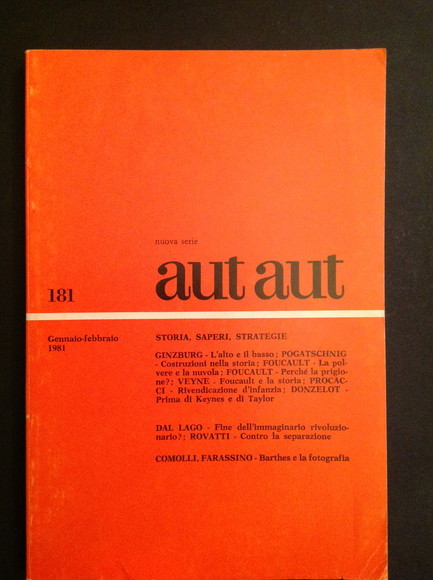 nuova serie
181
aut aut
Gennaio-febbraio
1981
STORIA, SAPERI, STRATEGIE
GINZBURG - L'alto e il basso; POGATSCHNIG
- Costruzioni nella storia; FOUCAULT - La pol-
vere e la nuvola; FOUCAULT - Perché la prigio-
ne?; VEYNE - Foucault e la storia; PROCAC-
CI - Rivendicazione d'infanzia; DONZELOT -
Prima di Keynes e di Taylor
DAL LAGO - Fine dell'immaginario rivoluzio-
nario?; ROVATTI - Contro la separazione
COMOLLI, FARASSINO - Barthes e la fotografia